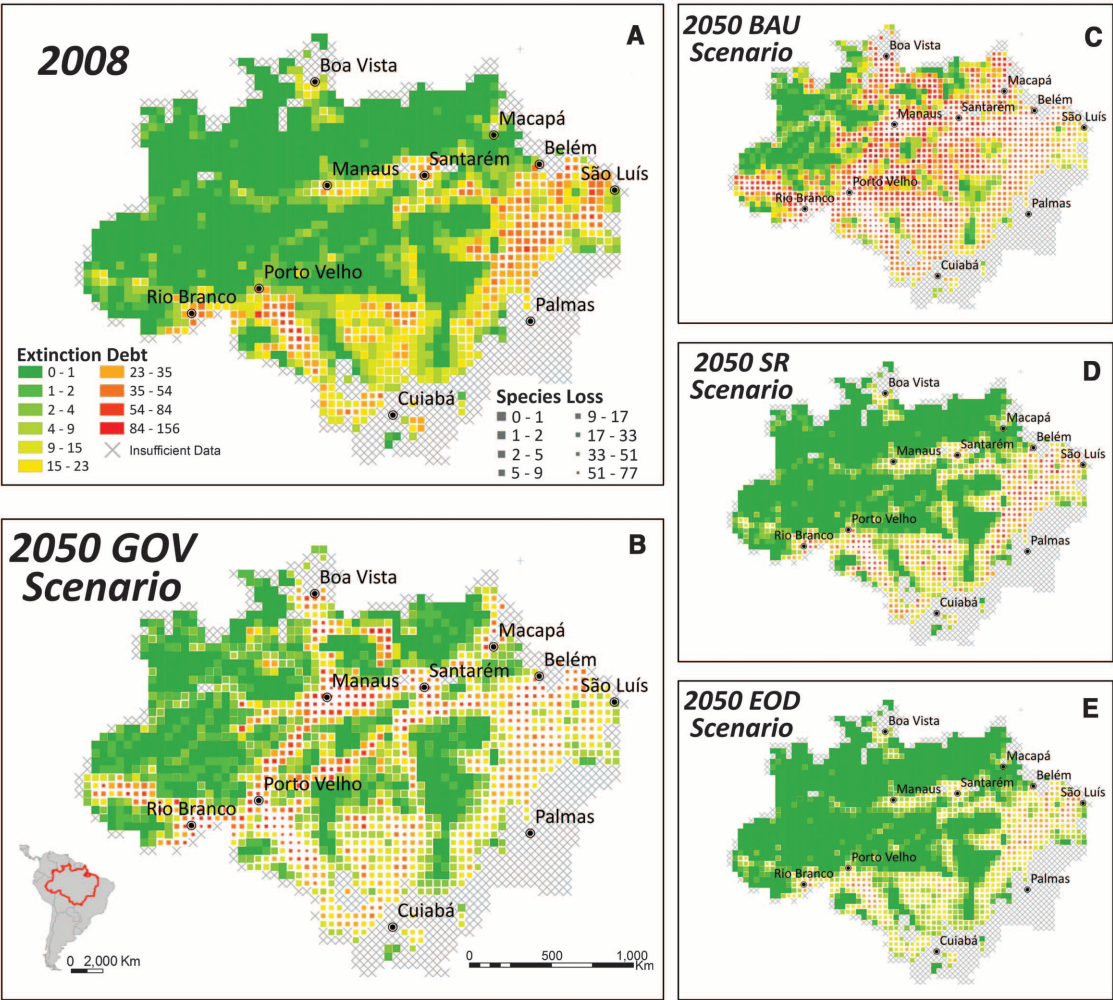 2008
A
Boa Vista
Macapá
Belém
Manaus
Santarém
São Luís
Porto Velho
Rio Branco
Palmas
Cuiabá
Extinction Debt
0 - 1
1 - 2
2 - 4
4 - 9
9 - 15
15 - 23
23 - 35
35 - 54
54 - 84
84 - 156
Insufficient Data
Species Loss
0 - 1
1 - 2
2 - 5
5 - 9
9 - 17
17 - 33
33 - 51
51 - 77
2050 GOV
Scenario
B
Boa Vista
Macapá
Belém
Manaus
Santarém
São Luís
Porto Velho
Rio Branco
Palmas
Cuiabá
0 2,000 Km
0 500 1,000
Km
2050 BAU
Scenario
C
Boa Vista
Macapá
Belém
Manaus
Santarém
São Luís
Porto Velho
Rio Branco
Palmas
Cuiabá
2050 SR
Scenario
D
Boa Vista
Macapá
Belém
Manaus
Santarém
São Luís
Porto Velho
Rio Branco
Palmas
Cuiabá
2050 EOD
Scenario
E
Boa Vista
Macapá
Belém
Manaus
Santarém
São Luís
Porto Velho
Rio Branco
Palmas
Cuiabá